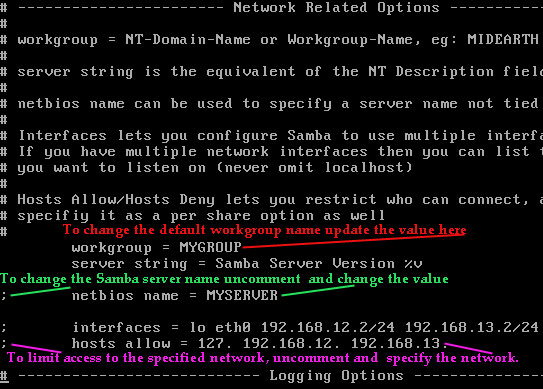 # ----------------------- Network Related Options -----------------------
#
# workgroup = NT-Domain-Name or Workgroup-Name, eg: MIDEARTH
#
# server string is the equivalent of the NT Description field
#
# netbios name can be used to specify a server name not tied
#
# Interfaces lets you configure Samba to use multiple interfa
# If you have multiple network interfaces then you can list t
# you want to listen on (never omit localhost)
#
# Hosts Allow/Hosts Deny lets you restrict who can connect, a
# specifiy it as a per share option as well
#
To change the default workgroup name update the value here
workgroup = MYGROUP
server string = Samba Server Version %v
To change the Samba server name uncomment and change the value
; netbios name = MYSERVER
; interfaces = lo eth0 192.168.12.2/24 192.168.13.2/24
; hosts allow = 127. 192.168.12. 192.168.13.
To limit access to the specified network, uncomment and specify the network.
# --------------------------- Logging Options ---------------------------